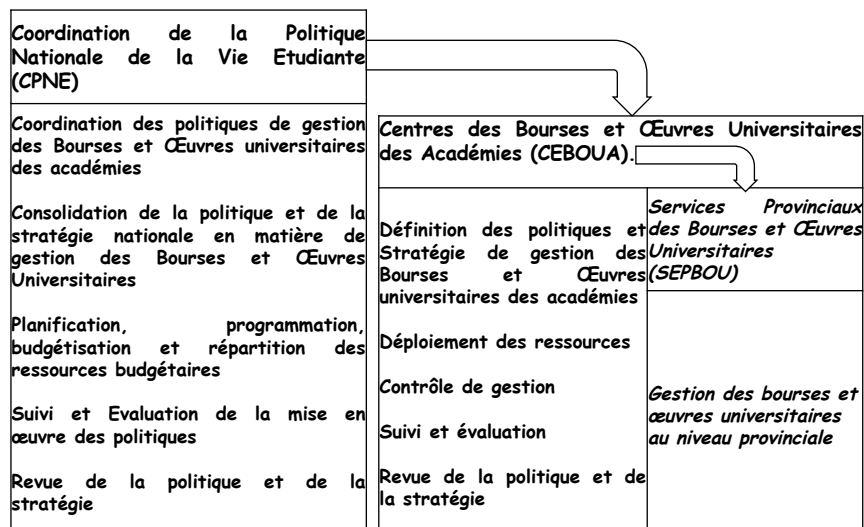 Coordination de la Politique
Nationale de la Vie Etudiante
(CPNE)
Coordination des politiques de gestion
des Bourses et Œuvres universitaires
des académies
Consolidation de la politique et de la
stratégie nationale en matière de
gestion des Bourses et Œuvres
Universitaires
Planification, programmation,
budgétisation et répartition des
ressources budgétaires
Suivi et Evaluation de la mise en
œuvre des politiques
Revue de la politique et de la
stratégie
Centres des Bourses et Œuvres Universitaires
des Académies (CEBOUA).
Définition des politiques et
Stratégie de gestion des
Bourses et Œuvres
universitaires des académies
Déploiement des ressources
Contrôle de gestion
Suivi et évaluation
Revue de la politique et de
la stratégie
Services Provinciaux
des Bourses et Œuvres
Universitaires
(SEPBOU)
Gestion des bourses et
œuvres universitaires
au niveau provinciale